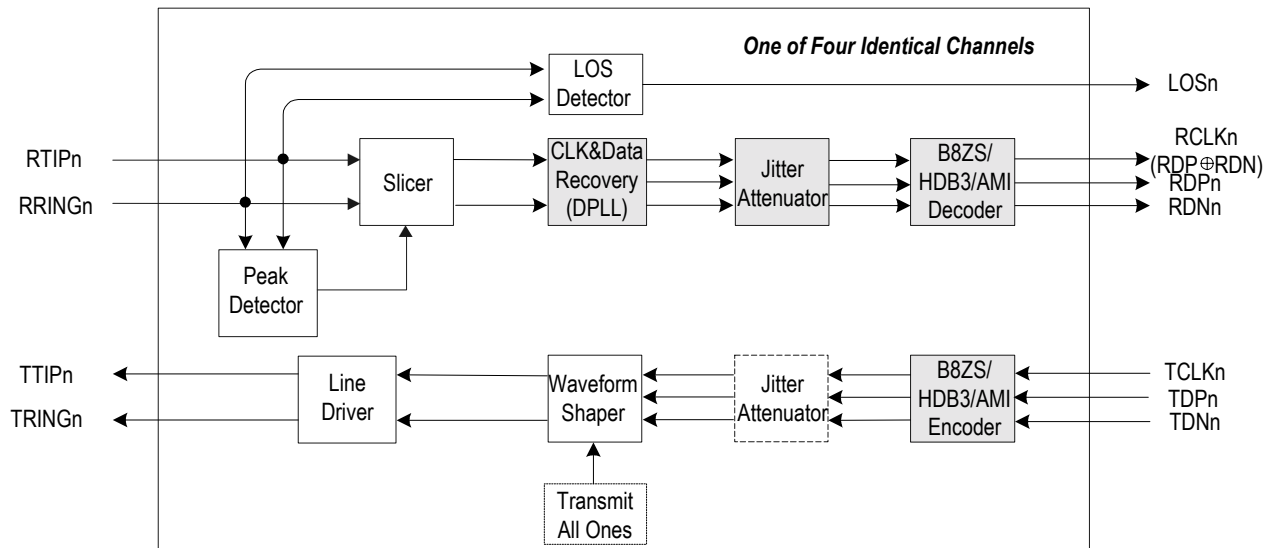 One of Four Identical Channels
LOS
Detector
LOSn
RTIPn
RRINGn
Slicer
CLK&Data
Recovery
(DPLL)
Jitter
Attenuator
B8ZS/
HDB3/AMI
Decoder
RCLKn
(RDP⊕RDN)
RDPn
RDNn
Peak
Detector
TTIPn
TRINGn
Line
Driver
Waveform
Shaper
Jitter
Attenuator
B8ZS/
HDB3/AMI
Encoder
TCLKn
TDPn
TDNn
Transmit
All Ones